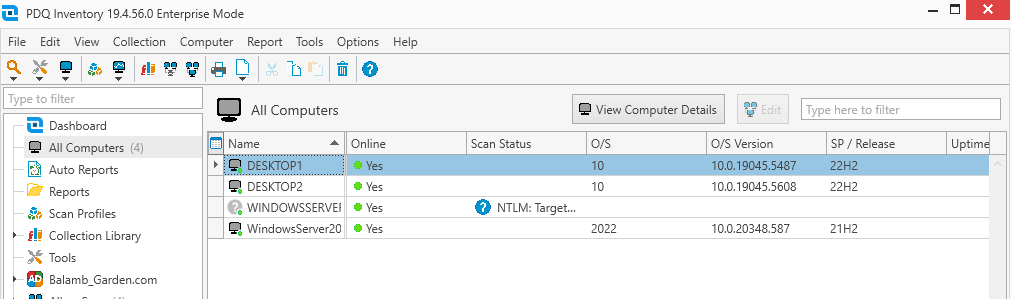 PDQ Inventory 19.4.56.0 Enterprise Mode
File Edit View Collection Computer Report Tools Options Help
Type to filter
All Computers View Computer Details Edit Type here to filter
Dashboard
All Computers (4)
Auto Reports
Reports
Scan Profiles
Collection Library
Tools
AD Balamb_Garden.com
Name Online Scan Status O/S O/S Version SP / Release Uptime
DESKTOP1 Yes 10 10.0.19045.5487 22H2
DESKTOP2 Yes 10 10.0.19045.5608 22H2
WINDOWSSERVER Yes NTLM: Target...
WindowsServer20 Yes 2022 10.0.20348.587 21H2